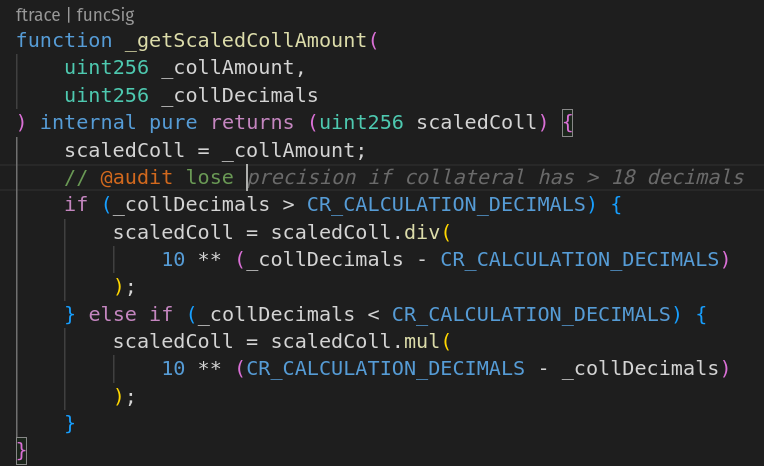 ftrace | funcSig
function _getScaledCollAmount(
    uint256 _collAmount,
    uint256 _collDecimals
) internal pure returns (uint256 scaledColl) {
    scaledColl = _collAmount;
    // @audit lose precision if collateral has > 18 decimals
    if (_collDecimals > CR_CALCULATION_DECIMALS) {
        scaledColl = scaledColl.div(
            10 ** (_collDecimals - CR_CALCULATION_DECIMALS)
        );
    } else if (_collDecimals < CR_CALCULATION_DECIMALS) {
        scaledColl = scaledColl.mul(
            10 ** (CR_CALCULATION_DECIMALS - _collDecimals)
        );
    }
}